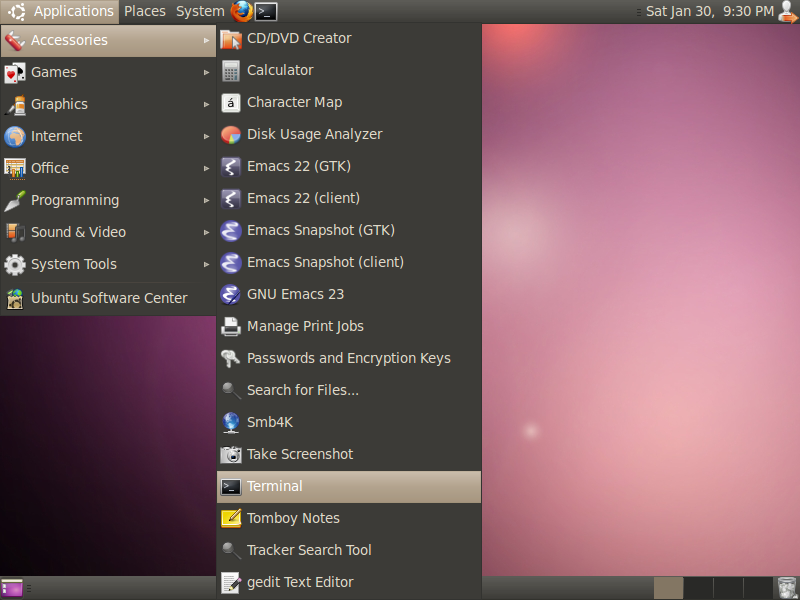 Applications Places System Sat Jan 30, 9:30 PM
Accessories
Games
Graphics
Internet
Office
Programming
Sound & Video
System Tools
Ubuntu Software Center
CD/DVD Creator
Calculator
Character Map
Disk Usage Analyzer
Emacs 22 (GTK)
Emacs 22 (client)
Emacs Snapshot (GTK)
Emacs Snapshot (client)
GNU Emacs 23
Manage Print Jobs
Passwords and Encryption Keys
Search for Files...
Smb4K
Take Screenshot
Terminal
Tomboy Notes
Tracker Search Tool
gedit Text Editor